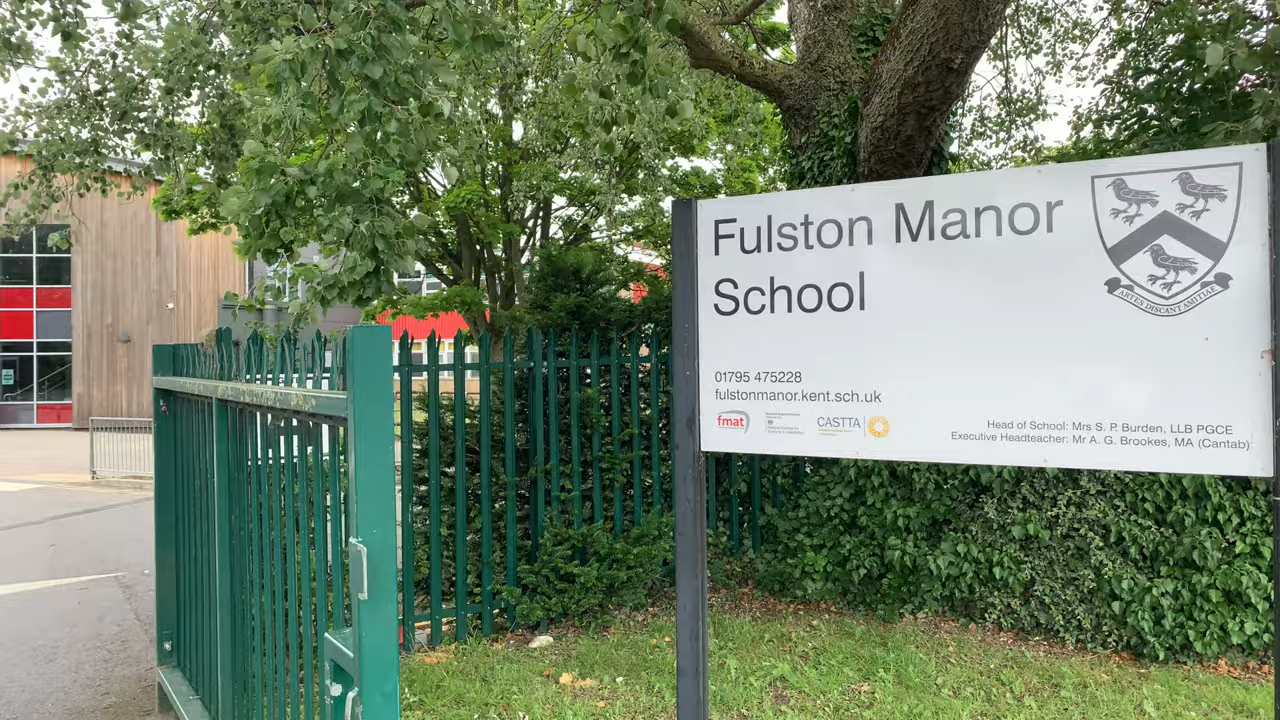 Fulston Manor
School
ARTES DISCANT AMITIAE
01795 475228
fulstonmanor.kent.sch.uk
fmat
CASTTA
Head of School: Mrs S. P. Burden, LLB PGCE
Executive Headteacher: Mr A. G. Brookes, MA (Cantab)